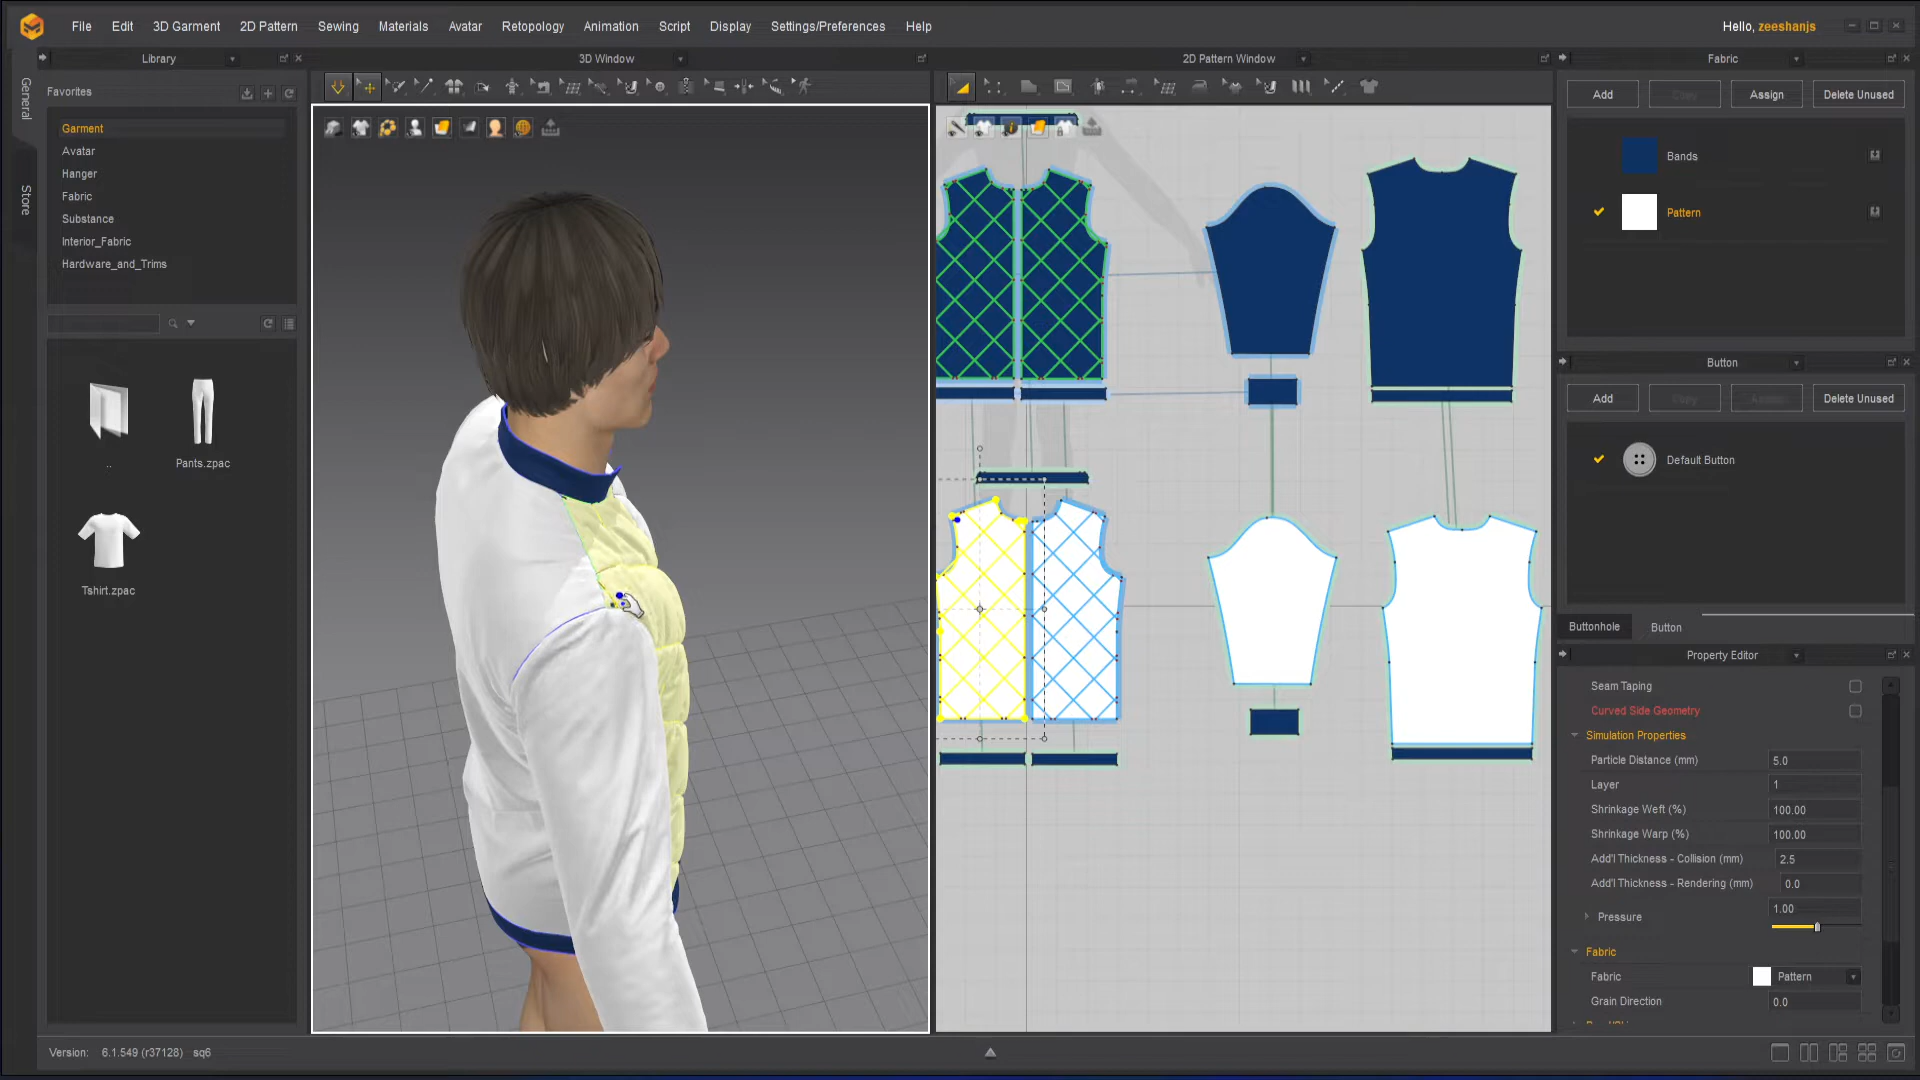 File Edit 3D Garment 2D Pattern Sewing Materials Avatar Retopology Animation Script Display Settings/Preferences Help
Hello, zeeshanjs
Library
3D Window
2D Pattern Window
Fabric
General
Store
Favorites
Garment
Avatar
Hanger
Fabric
Substance
Interior_Fabric
Hardware_and_Trims
..
Pants.zpac
Tshirt.zpac
Add Copy Assign Delete Unused
Bands
Pattern
Button
Add Copy Assign Delete Unused
Default Button
Buttonhole Button
Property Editor
Seam Taping
Curved Side Geometry
Simulation Properties
Particle Distance (mm) 5.0
Layer 1
Shrinkage Weft (%) 100.00
Shrinkage Warp (%) 100.00
Add'l Thickness - Collision (mm) 2.5
Add'l Thickness - Rendering (mm) 0.0
Pressure 1.00
Fabric
Fabric Pattern
Grain Direction 0.0
Version: 6.1.549 (r37128) sq6